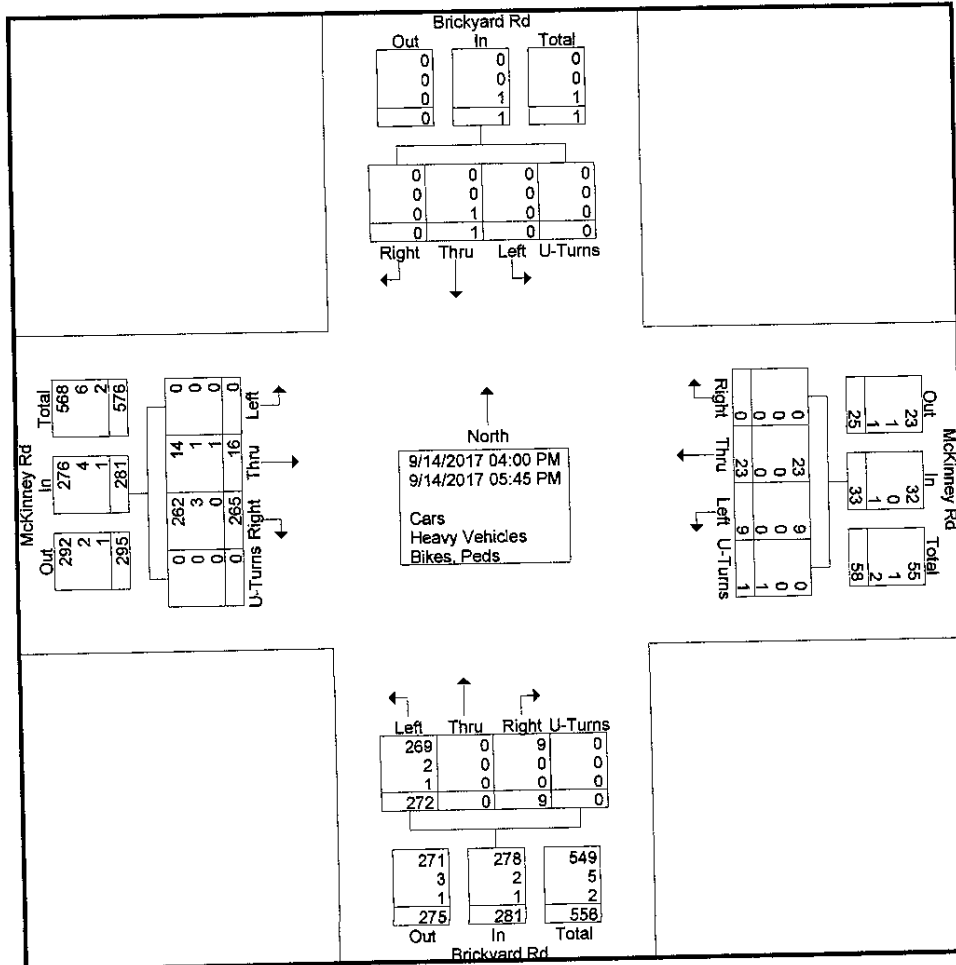 Brickyard Rd
Out In Total
0 0 0
0 0 0
0 1 1
0 1 1
0 0 0 0
0 0 0 0
0 1 0 0
0 1 0 0
Right Thru Left U-Turns
McKinney Rd
Out In Total
292 276 568
2 4 6
1 1 2
295 281 576
U-Turns Right Thru Left
0 262 14 0
0 3 1 0
0 0 1 0
0 265 16 0
North
9/14/2017 04:00 PM
9/14/2017 05:45 PM
Cars
Heavy Vehicles
Bikes, Peds
Right Thru Left U-Turns
0 23 9 0
0 0 0 0
0 0 0 1
0 23 9 1
McKinney Rd
Out In Total
23 32 55
1 0 1
1 1 2
25 33 58
Left Thru Right U-Turns
269 0 9 0
2 0 0 0
1 0 0 0
272 0 9 0
271 278 549
3 2 5
1 1 2
275 281 556
Out In Total
Brickyard Rd